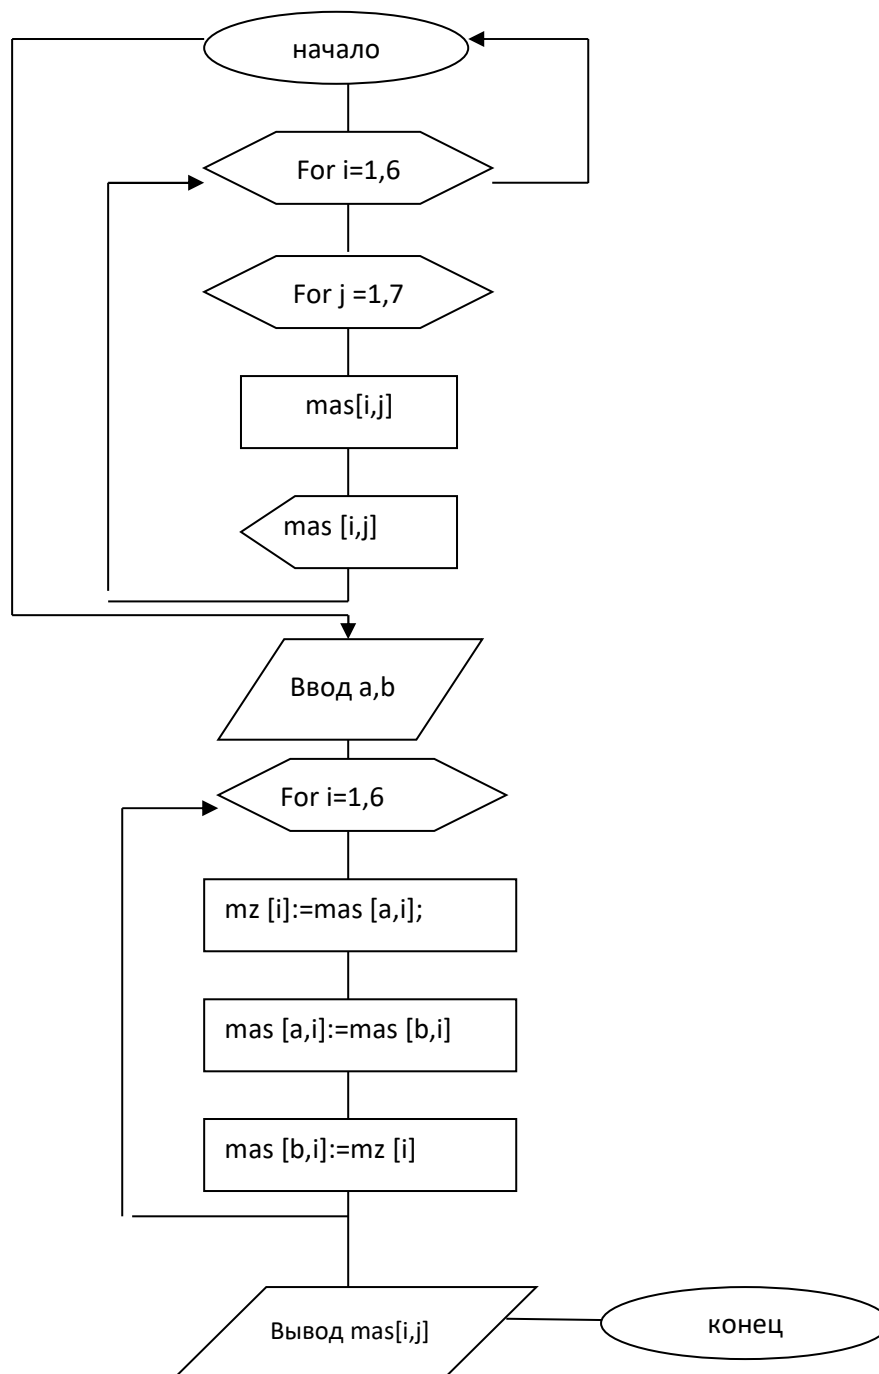 начало
For i=1,6
For j =1,7
mas[i,j]
mas [i,j]
Ввод a,b
For i=1,6
mz [i]:=mas [a,i];
mas [a,i]:=mas [b,i]
mas [b,i]:=mz [i]
Вывод mas[i,j]
конец